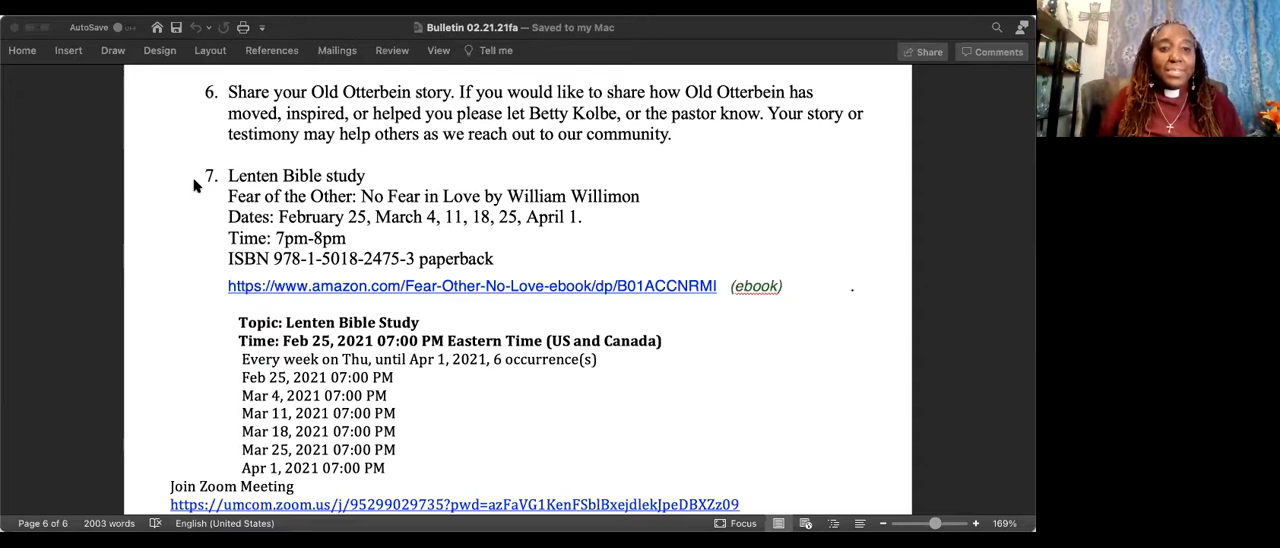 AutoSave OFF
Bulletin 02.21.21fa — Saved to my Mac
Home Insert Draw Design Layout References Mailings Review View Tell me Share Comments
6. Share your Old Otterbein story. If you would like to share how Old Otterbein has
moved, inspired, or helped you please let Betty Kolbe, or the pastor know. Your story or
testimony may help others as we reach out to our community.
7. Lenten Bible study
Fear of the Other: No Fear in Love by William Willimon
Dates: February 25, March 4, 11, 18, 25, April 1.
Time: 7pm-8pm
ISBN 978-1-5018-2475-3 paperback
https://www.amazon.com/Fear-Other-No-Love-ebook/dp/B01ACCNRMI (ebook) .
Topic: Lenten Bible Study
Time: Feb 25, 2021 07:00 PM Eastern Time (US and Canada)
Every week on Thu, until Apr 1, 2021, 6 occurrence(s)
Feb 25, 2021 07:00 PM
Mar 4, 2021 07:00 PM
Mar 11, 2021 07:00 PM
Mar 18, 2021 07:00 PM
Mar 25, 2021 07:00 PM
Apr 1, 2021 07:00 PM
Join Zoom Meeting
https://umcom.zoom.us/j/95299029735?pwd=azFaVG1KenFSblBxejdlekJpeDBXZz09
Page 6 of 6 2003 words English (United States) Focus 169%